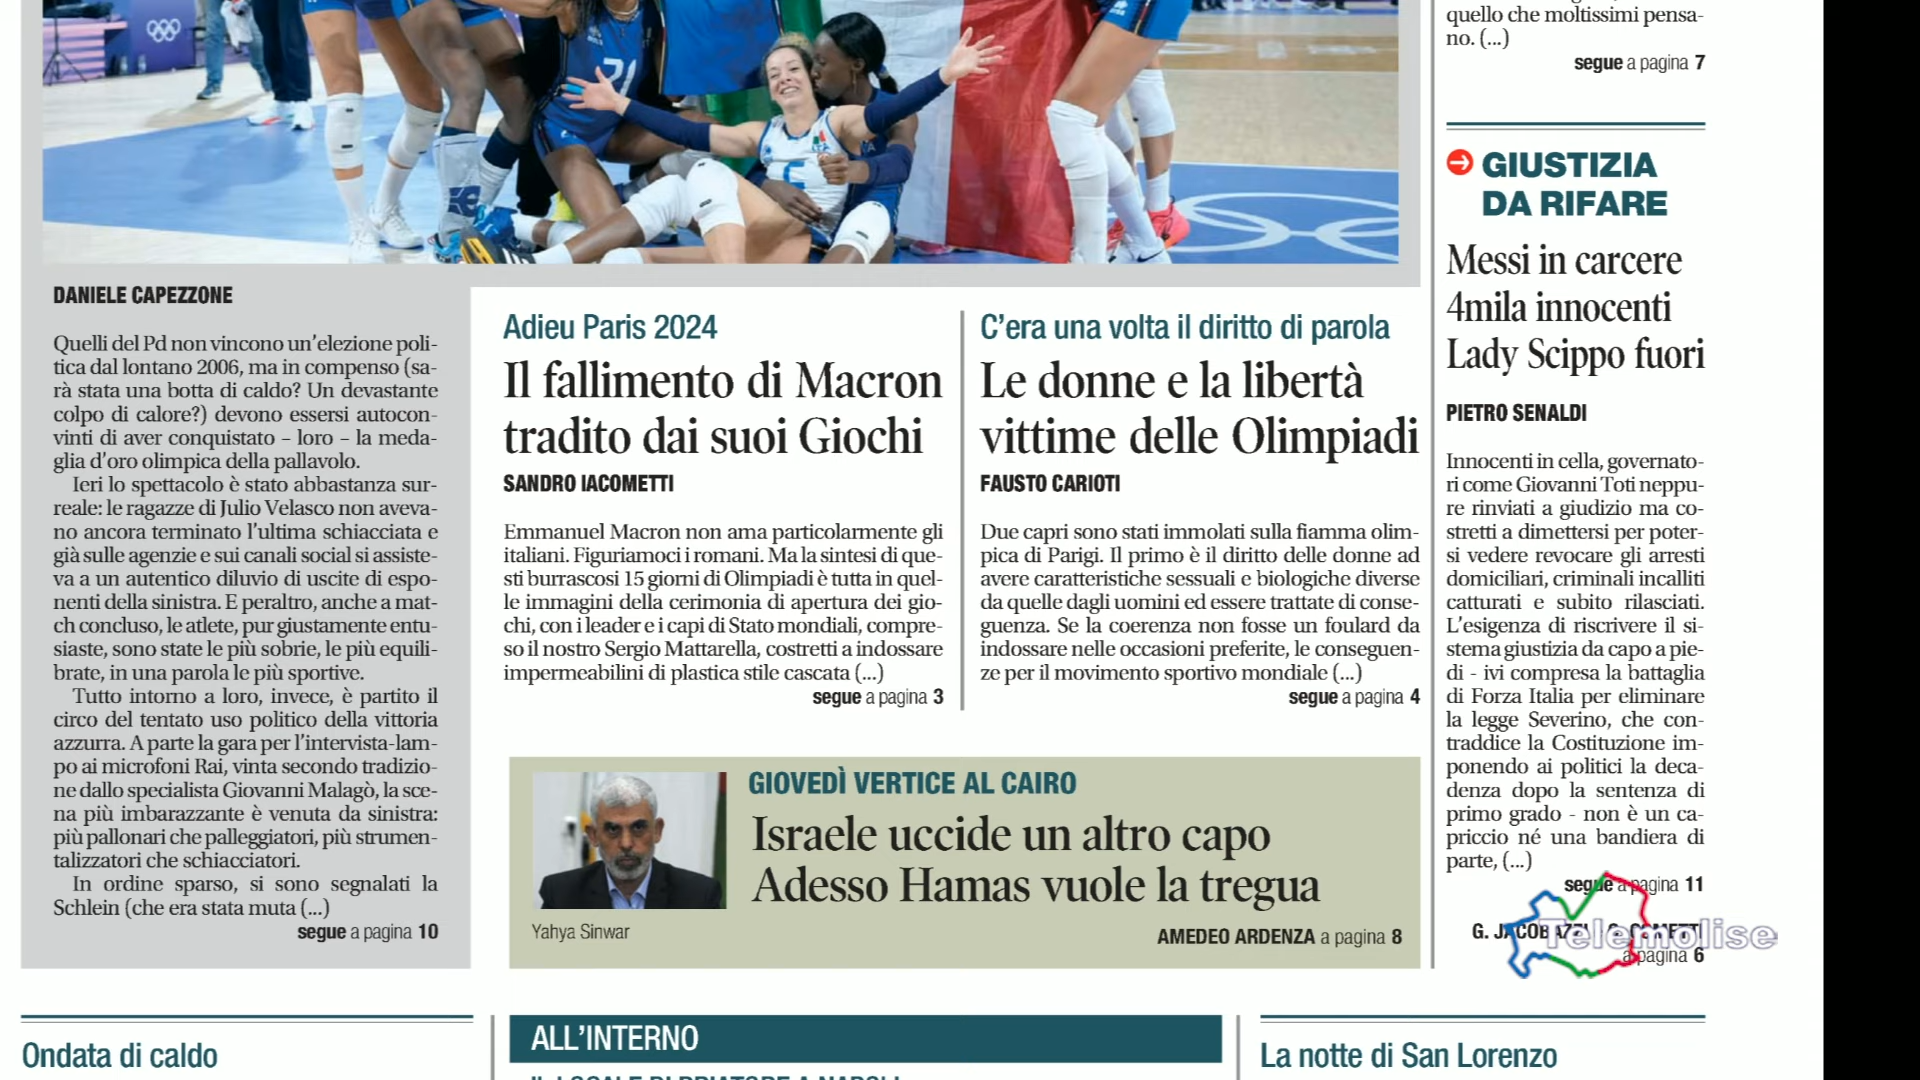 quello che moltissimi pensa-
no. (...)
segue a pagina 7
GIUSTIZIA
DA RIFARE
Messi in carcere
4mila innocenti
Lady Scippo fuori
PIETRO SENALDI
Innocenti in cella, governato-
ri come Giovanni Toti neppu-
re rinviati a giudizio ma co-
stretti a dimettersi per poter-
si vedere revocare gli arresti
domiciliari, criminali incalliti
catturati e subito rilasciati.
L'esigenza di riscrivere il si-
stema giustizia da capo a pie-
di - ivi compresa la battaglia
di Forza Italia per eliminare
la legge Severino, che con-
traddice la Costituzione im-
ponendo ai politici la deca-
denza dopo la sentenza di
primo grado - non è un ca-
priccio né una bandiera di
parte, (...)
segue a pagina 11
a pagina 6
Telemolise
DANIELE CAPEZZONE
Quelli del Pd non vincono un'elezione poli-
tica dal lontano 2006, ma in compenso (sa-
rà stata una botta di caldo? Un devastante
colpo di calore?) devono essersi autocon-
vinti di aver conquistato – loro – la meda-
glia d'oro olimpica della pallavolo.
Ieri lo spettacolo è stato abbastanza sur-
reale: le ragazze di Julio Velasco non aveva-
no ancora terminato l'ultima schiacciata e
già sulle agenzie e sui canali social si assiste-
va a un autentico diluvio di uscite di espo-
nenti della sinistra. E peraltro, anche a mat-
ch concluso, le atlete, pur giustamente entu-
siaste, sono state le più sobrie, le più equili-
brate, in una parola le più sportive.
Tutto intorno a loro, invece, è partito il
circo del tentato uso politico della vittoria
azzurra. A parte la gara per l'intervista-lam-
po ai microfoni Rai, vinta secondo tradizio-
ne dallo specialista Giovanni Malagò, la sce-
na più imbarazzante è venuta da sinistra:
più pallonari che palleggiatori, più strumen-
talizzatori che schiacciatori.
In ordine sparso, si sono segnalati la
Schlein (che era stata muta (...)
segue a pagina 10
Adieu Paris 2024
Il fallimento di Macron
tradito dai suoi Giochi
SANDRO IACOMETTI
Emmanuel Macron non ama particolarmente gli
italiani. Figuriamoci i romani. Ma la sintesi di que-
sti burrascosi 15 giorni di Olimpiadi è tutta in quel-
le immagini della cerimonia di apertura dei gio-
chi, con i leader e i capi di Stato mondiali, compre-
so il nostro Sergio Mattarella, costretti a indossare
impermeabilini di plastica stile cascata (...)
segue a pagina 3
C'era una volta il diritto di parola
Le donne e la libertà
vittime delle Olimpiadi
FAUSTO CARIOTI
Due capri sono stati immolati sulla fiamma olim-
pica di Parigi. Il primo è il diritto delle donne ad
avere caratteristiche sessuali e biologiche diverse
da quelle dagli uomini ed essere trattate di conse-
guenza. Se la coerenza non fosse un foulard da
indossare nelle occasioni preferite, le conseguen-
ze per il movimento sportivo mondiale (...)
segue a pagina 4
GIOVEDÌ VERTICE AL CAIRO
Israele uccide un altro capo
Adesso Hamas vuole la tregua
Yahya Sinwar
AMEDEO ARDENZA a pagina 8
Ondata di caldo
ALL'INTERNO
La notte di San Lorenzo